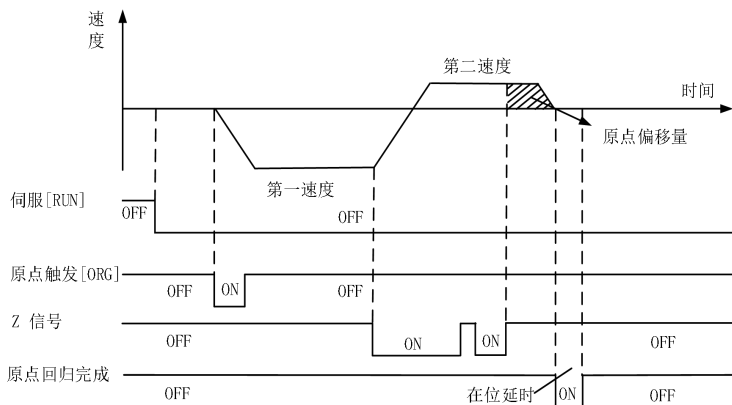 速
度
第二速度
时间
原点偏移量
第一速度
伺服[RUN]
OFF
OFF
原点触发[ORG]
OFF
ON
OFF
Z 信号
OFF
ON
ON
OFF
原点回归完成
OFF
在位延时
ON
OFF